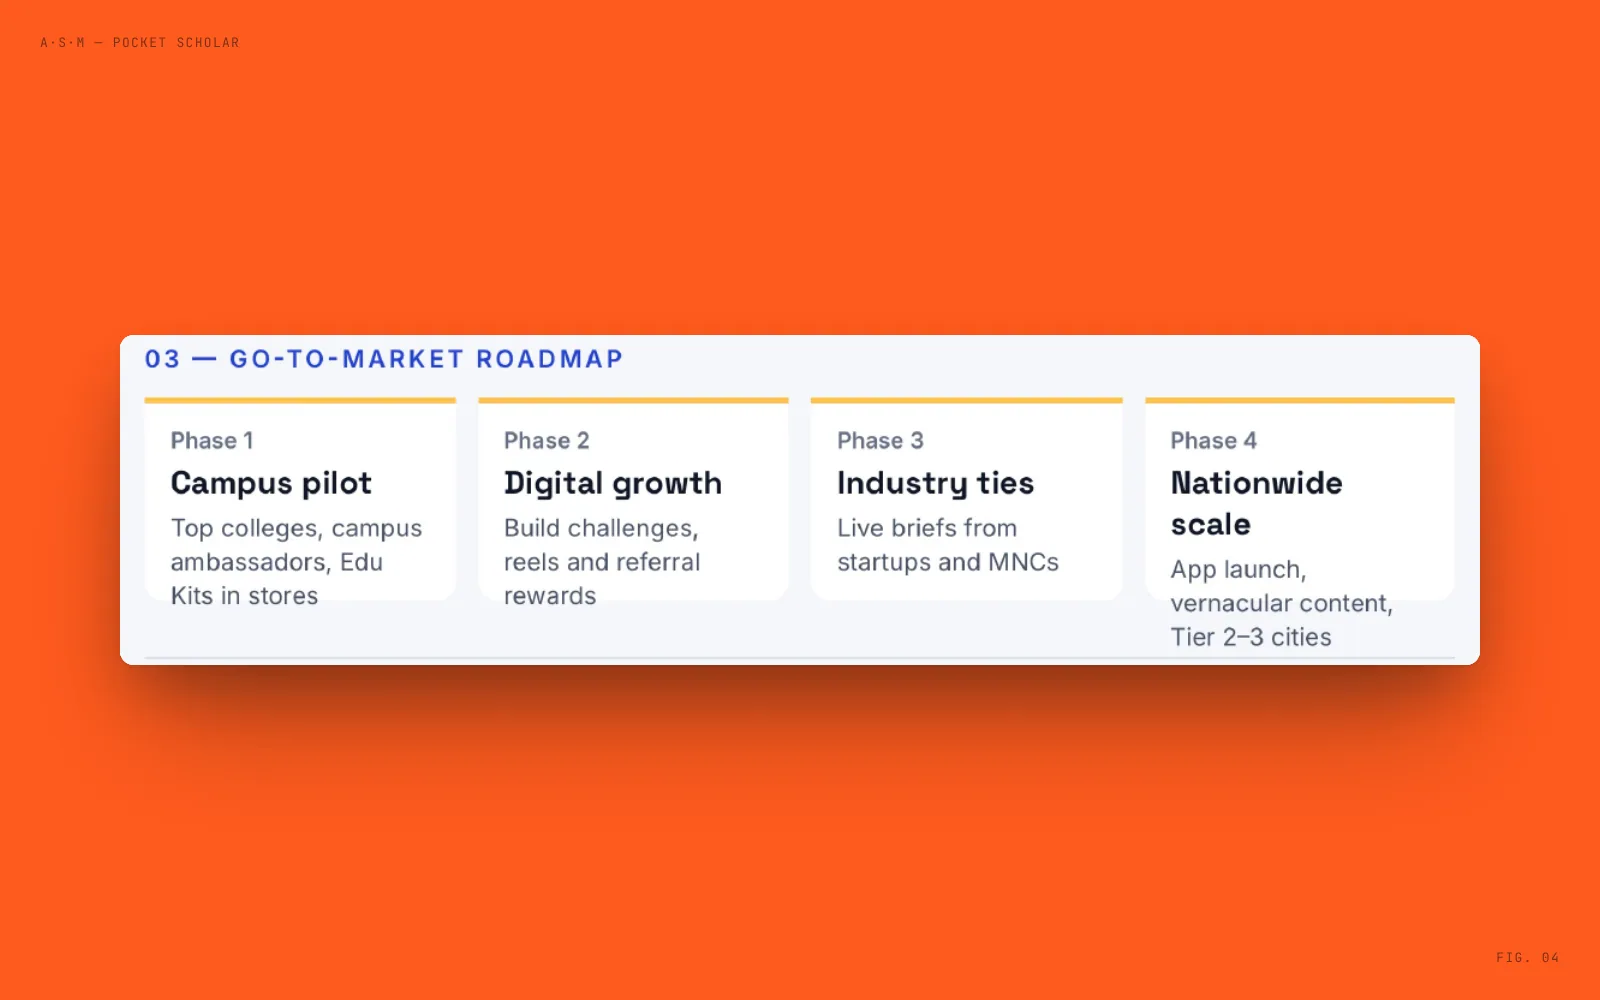 A·S·M — POCKET SCHOLAR
03 — GO-TO-MARKET ROADMAP
Phase 1
Campus pilot
Top colleges, campus
ambassadors, Edu
Kits in stores
Phase 2
Digital growth
Build challenges,
reels and referral
rewards
Phase 3
Industry ties
Live briefs from
startups and MNCs
Phase 4
Nationwide
scale
App launch,
vernacular content,
Tier 2–3 cities
FIG. 04